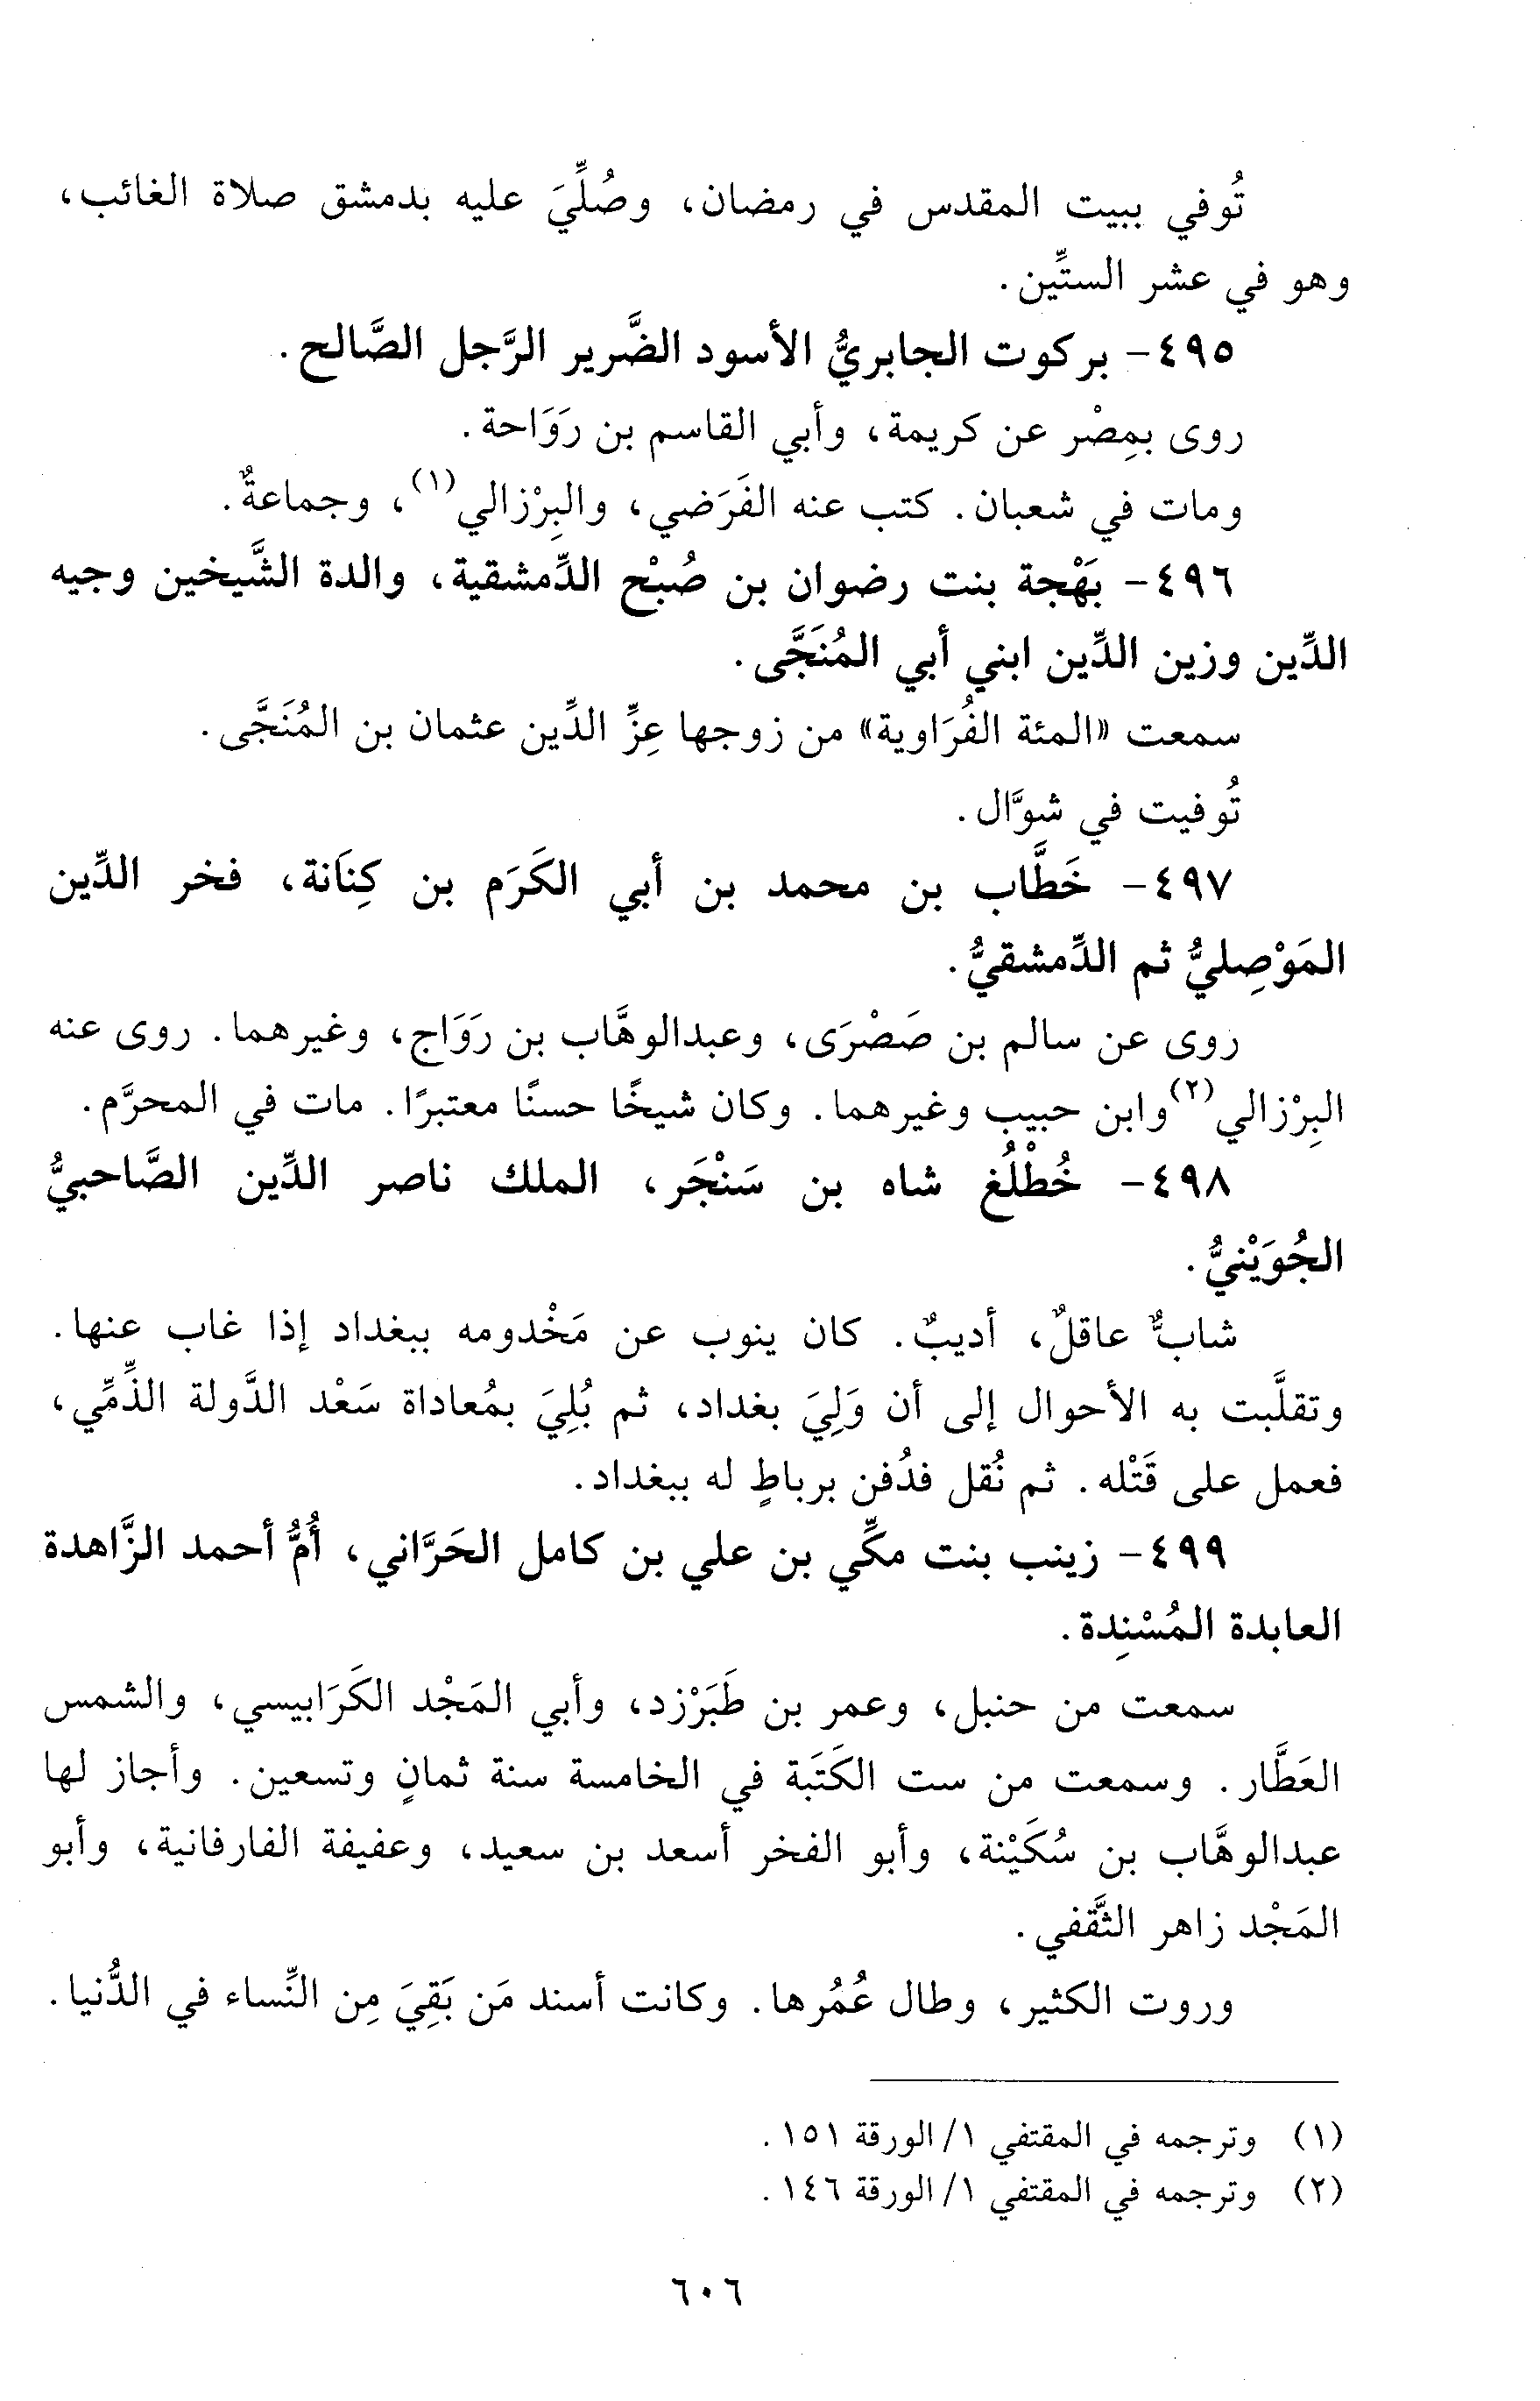 تُوفي ببيت المقدس في رمضان، وصُلِّيَ عليه بدمشق صلاة الغائب،
وهو في عشر الستِّين.
٤٩٥- بركوت الجابريُّ الأسود الضَّرير الرَّجل الصَّالح.
روى بمِصْر عن كريمة، وأبي القاسم بن رَوَاحة.
ومات في شعبان. كتب عنه الفَرَضي، والبِرْزالي(١)، وجماعةٌ.
٤٩٦- بَهْجة بنت رضوان بن صُبْح الدِّمشقية، والدة الشَّيخين وجيه
الدِّين وزين الدِّين ابني أبي المُنَجَّى.
سمعت «المئة الفُرَاوية» من زوجها عِزِّ الدِّين عثمان بن المُنَجَّى.
تُوفيت في شوَّال.
٤٩٧- خَطَّاب بن محمد بن أبي الكَرَم بن كِنَانة، فخر الدِّين
المَوْصِليُّ ثم الدِّمشقيُّ.
روى عن سالم بن صَصْرَى، وعبدالوهَّاب بن رَوَاج، وغيرهما. روى عنه
البِرْزالي(٢)وابن حبيب وغيرهما. وكان شيخًا حسنًا معتبرًا. مات في المحرَّم.
٤٩٨- خُطْلُغ شاه بن سَنْجَر، الملك ناصر الدِّين الصَّاحبيُّ
الجُوَيْنيُّ.
شابٌّ عاقلٌ، أديبٌ. كان ينوب عن مَخْدومه ببغداد إذا غاب عنها.
وتقلَّبت به الأحوال إلى أن وَلِيَ بغداد، ثم بُلِيَ بمُعاداة سَعْد الدَّولة الذِّمِّي،
فعمل على قَتْله. ثم نُقل فدُفن برباطٍ له ببغداد.
٤٩٩- زينب بنت مكِّي بن علي بن كامل الحَرَّاني، أُمُّ أحمد الزَّاهدة
العابدة المُسْنِدة.
سمعت من حنبل، وعمر بن طَبَرْزد، وأبي المَجْد الكَرَابيسي، والشمس
العَطَّار. وسمعت من ست الكَتَبة في الخامسة سنة ثمانٍ وتسعين. وأجاز لها
عبدالوهَّاب بن سُكَيْنة، وأبو الفخر أسعد بن سعيد، وعفيفة الفارفانية، وأبو
المَجْد زاهر الثَّقفي.
وروت الكثير، وطال عُمُرها. وكانت أسند مَن بَقِيَ مِن النِّساء في الدُّنيا.
(١) وترجمه في المقتفي ١/ الورقة ١٥١.
(٢) وترجمه في المقتفي ١/ الورقة ١٤٦.
٦٠٦